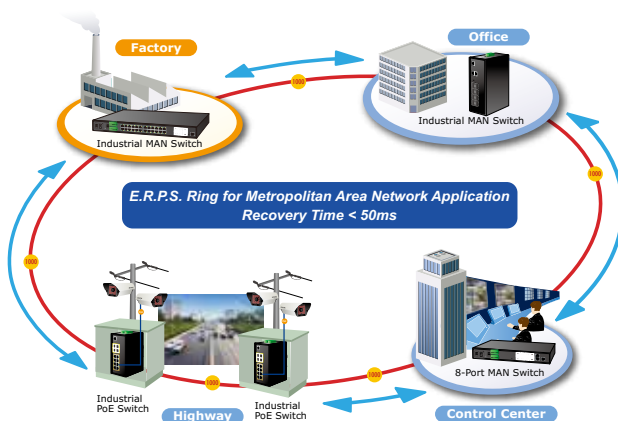 Factory
Office
1000
Industrial MAN Switch
Industrial MAN Switch
1000
E.R.P.S. Ring for Metropolitan Area Network Application
Recovery Time < 50ms
1000
1000
8-Port MAN Switch
1000
Industrial
PoE Switch
Highway
Industrial
PoE Switch
Control Center